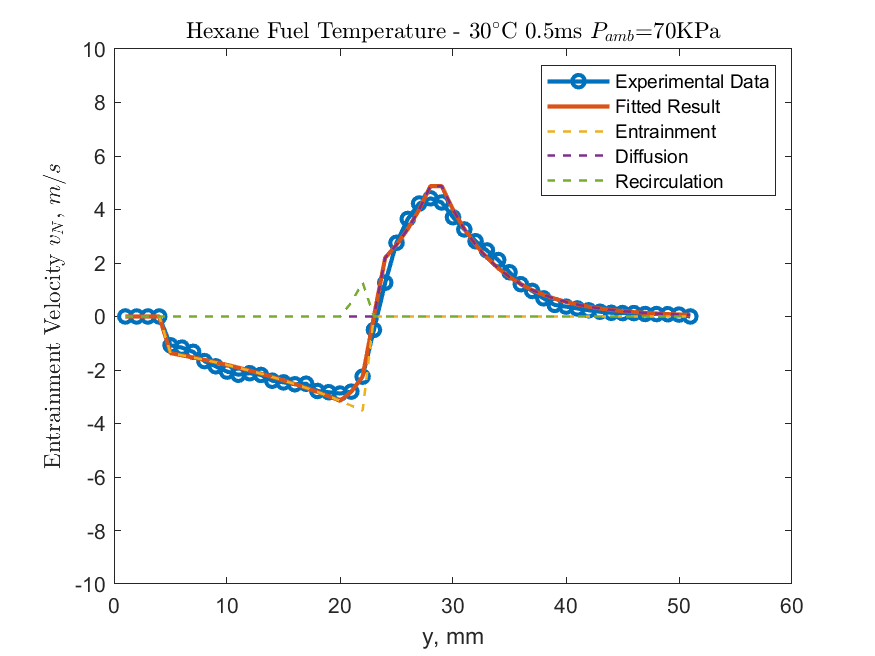 Hexane Fuel Temperature - 30°C 0.5ms P_amb=70KPa
Experimental Data
Fitted Result
Entrainment
Diffusion
Recirculation
Entrainment Velocity v_N, m/s
10
8
6
4
2
0
-2
-4
-6
-8
-10
0 10 20 30 40 50 60
y, mm